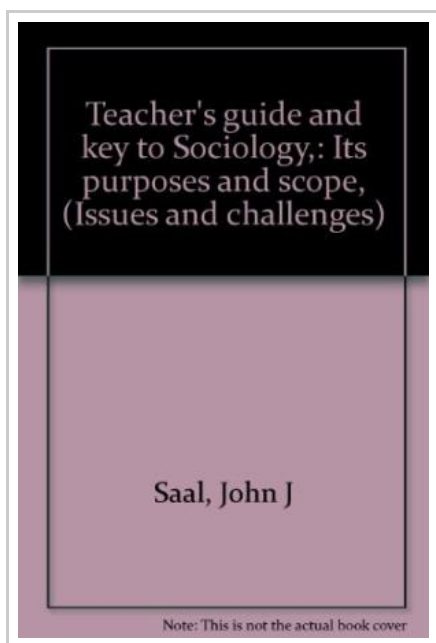 Teacher's guide and
key to Sociology,: Its
purposes and scope,
(Issues and challenges)
Saal, John J
Note: This is not the actual book cover